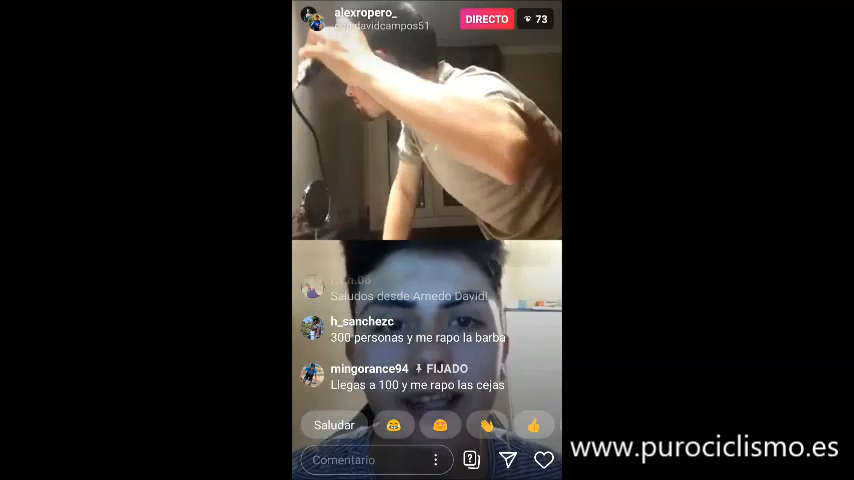 alexropero_
DIRECTO
73
davidcampos51
Saludos desde Arnedo David!
h_sanchezc
300 personas y me rapo la barba
mingorance94 FIJADO
Llegas a 100 y me rapo las cejas
Saludar
Comentario
www.purociclismo.es